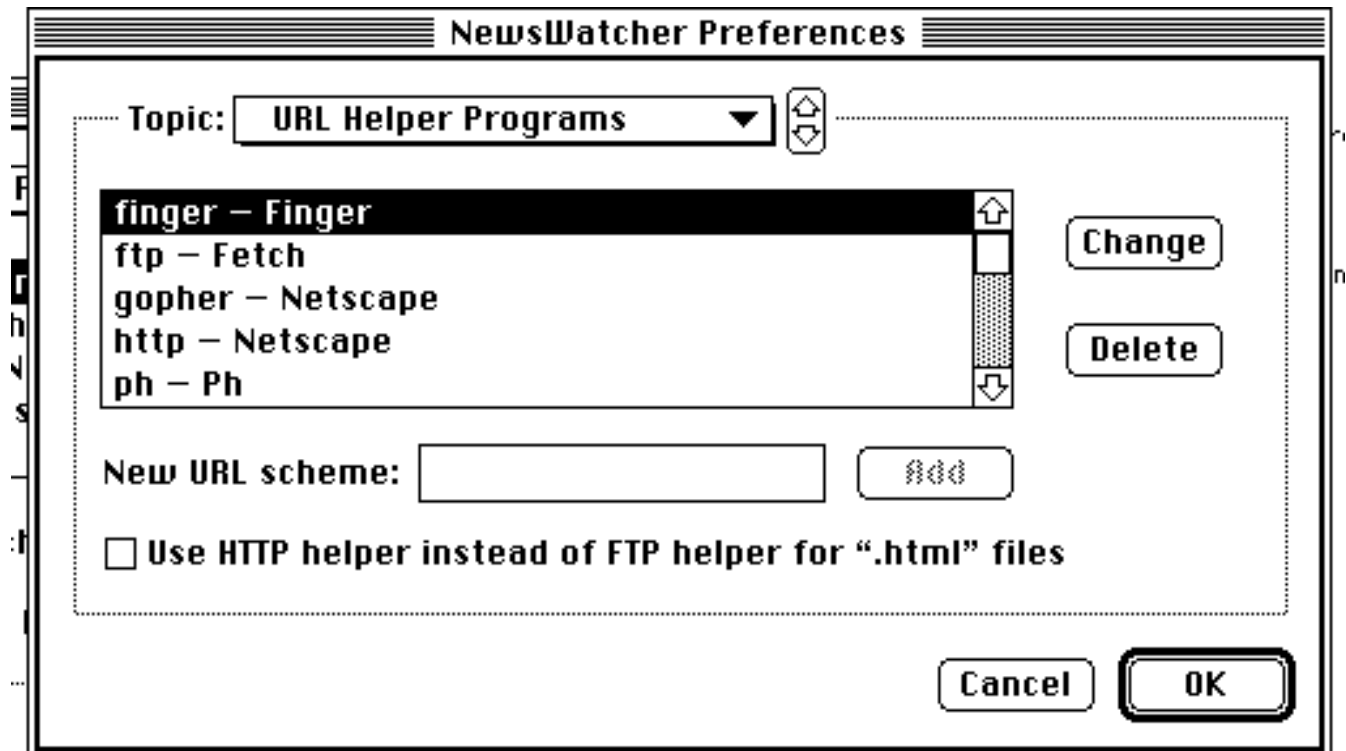 NewsWatcher Preferences
Topic: URL Helper Programs
finger – Finger
ftp – Fetch
gopher – Netscape
http – Netscape
ph – Ph
Change
Delete
New URL scheme: Add
Use HTTP helper instead of FTP helper for “.html” files
Cancel OK